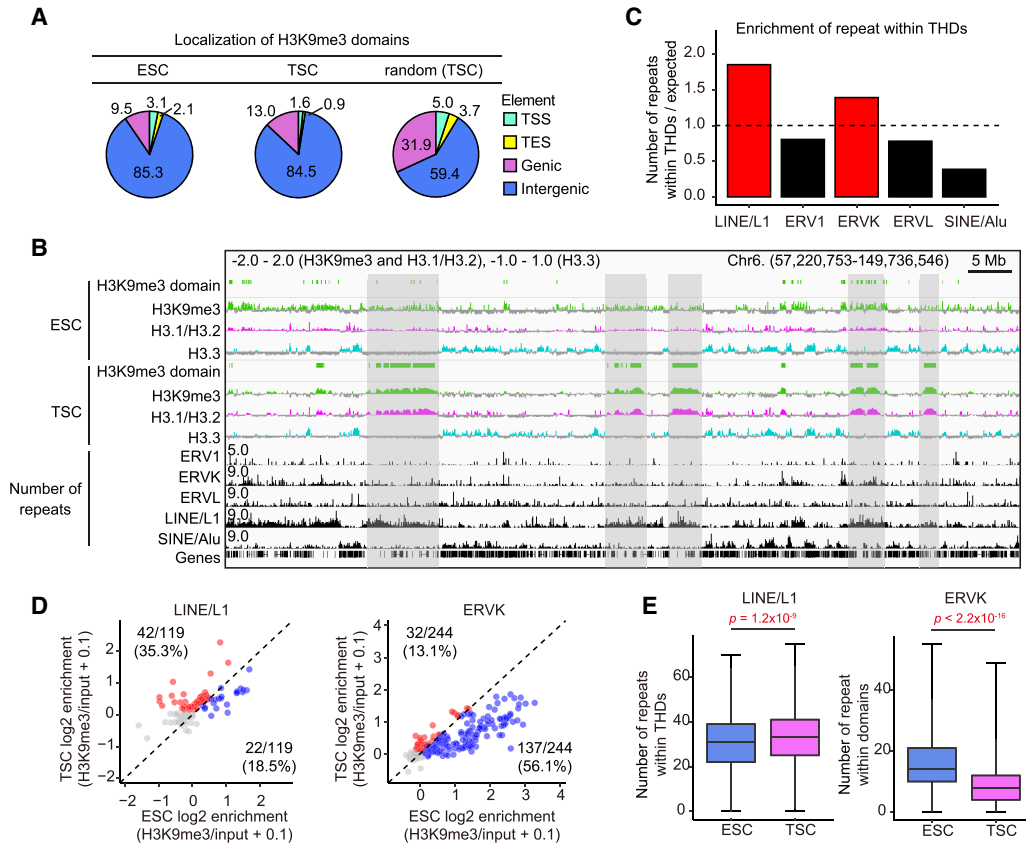 A
Localization of H3K9me3 domains
ESC
TSC
random (TSC)
9.5
3.1
2.1
85.3
13.0
1.6
0.9
84.5
5.0
3.7
31.9
59.4
Element
TSS
TES
Genic
Intergenic
C
Enrichment of repeat within THDs
Number of repeats
within THDs / expected
2.0
1.0
0.5
0.0
LINE/L1
ERV1
ERVK
ERVL
SINE/Alu
B
-2.0 - 2.0 (H3K9me3 and H3.1/H3.2), -1.0 - 1.0 (H3.3)
Chr6. (57,220,753-149,736,546)
5 Mb
ESC
H3K9me3 domain
H3K9me3
H3.1/H3.2
H3.3
TSC
H3K9me3 domain
H3K9me3
H3.1/H3.2
H3.3
Number of
repeats
ERV1
5.0
ERVK
9.0
ERVL
9.0
LINE/L1
9.0
SINE/Alu
9.0
Genes
D
LINE/L1
42/119
(35.3%)
22/119
(18.5%)
TSC log2 enrichment
(H3K9me3/input + 0.1)
2
1
0
−1
−2
−2
−1
0
1
2
ESC log2 enrichment
(H3K9me3/input + 0.1)
ERVK
32/244
(13.1%)
137/244
(56.1%)
TSC log2 enrichment
(H3K9me3/input + 0.1)
4
3
2
1
0
0
1
2
3
4
ESC log2 enrichment
(H3K9me3/input + 0.1)
E
LINE/L1
p = 1.2x10-9
Number of repeats
within THDs
60
40
20
0
ESC
TSC
ERVK
p < 2.2x10-16
Number of repeat
within domains
40
20
0
ESC
TSC